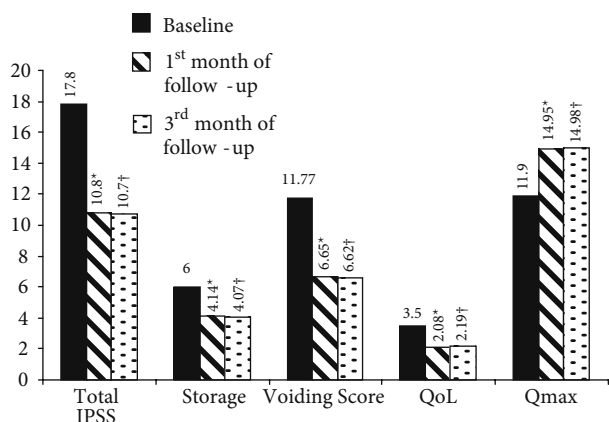 Baseline
1st month of
follow -up
3rd month of
follow -up
20
18
16
14
12
10
8
6
4
2
0
17.8
10.8*
10.7†
6
4.14*
4.07†
11.77
6.65*
6.62†
3.5
2.08*
2.19†
11.9
14.95*
14.98†
Total
IPSS
Storage
Voiding Score
QoL
Qmax